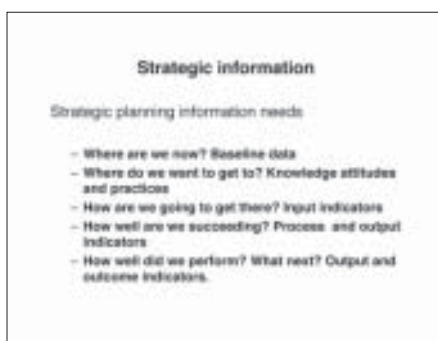 Strategic information
Strategic planning information needs
– Where are we now? Baseline data
– Where do we want to get to? Knowledge attitudes
and practices
– How are we going to get there? Input indicators
– How well are we succeeding? Process and output
indicators
– How well did we perform? What next? Output and
outcome indicators.